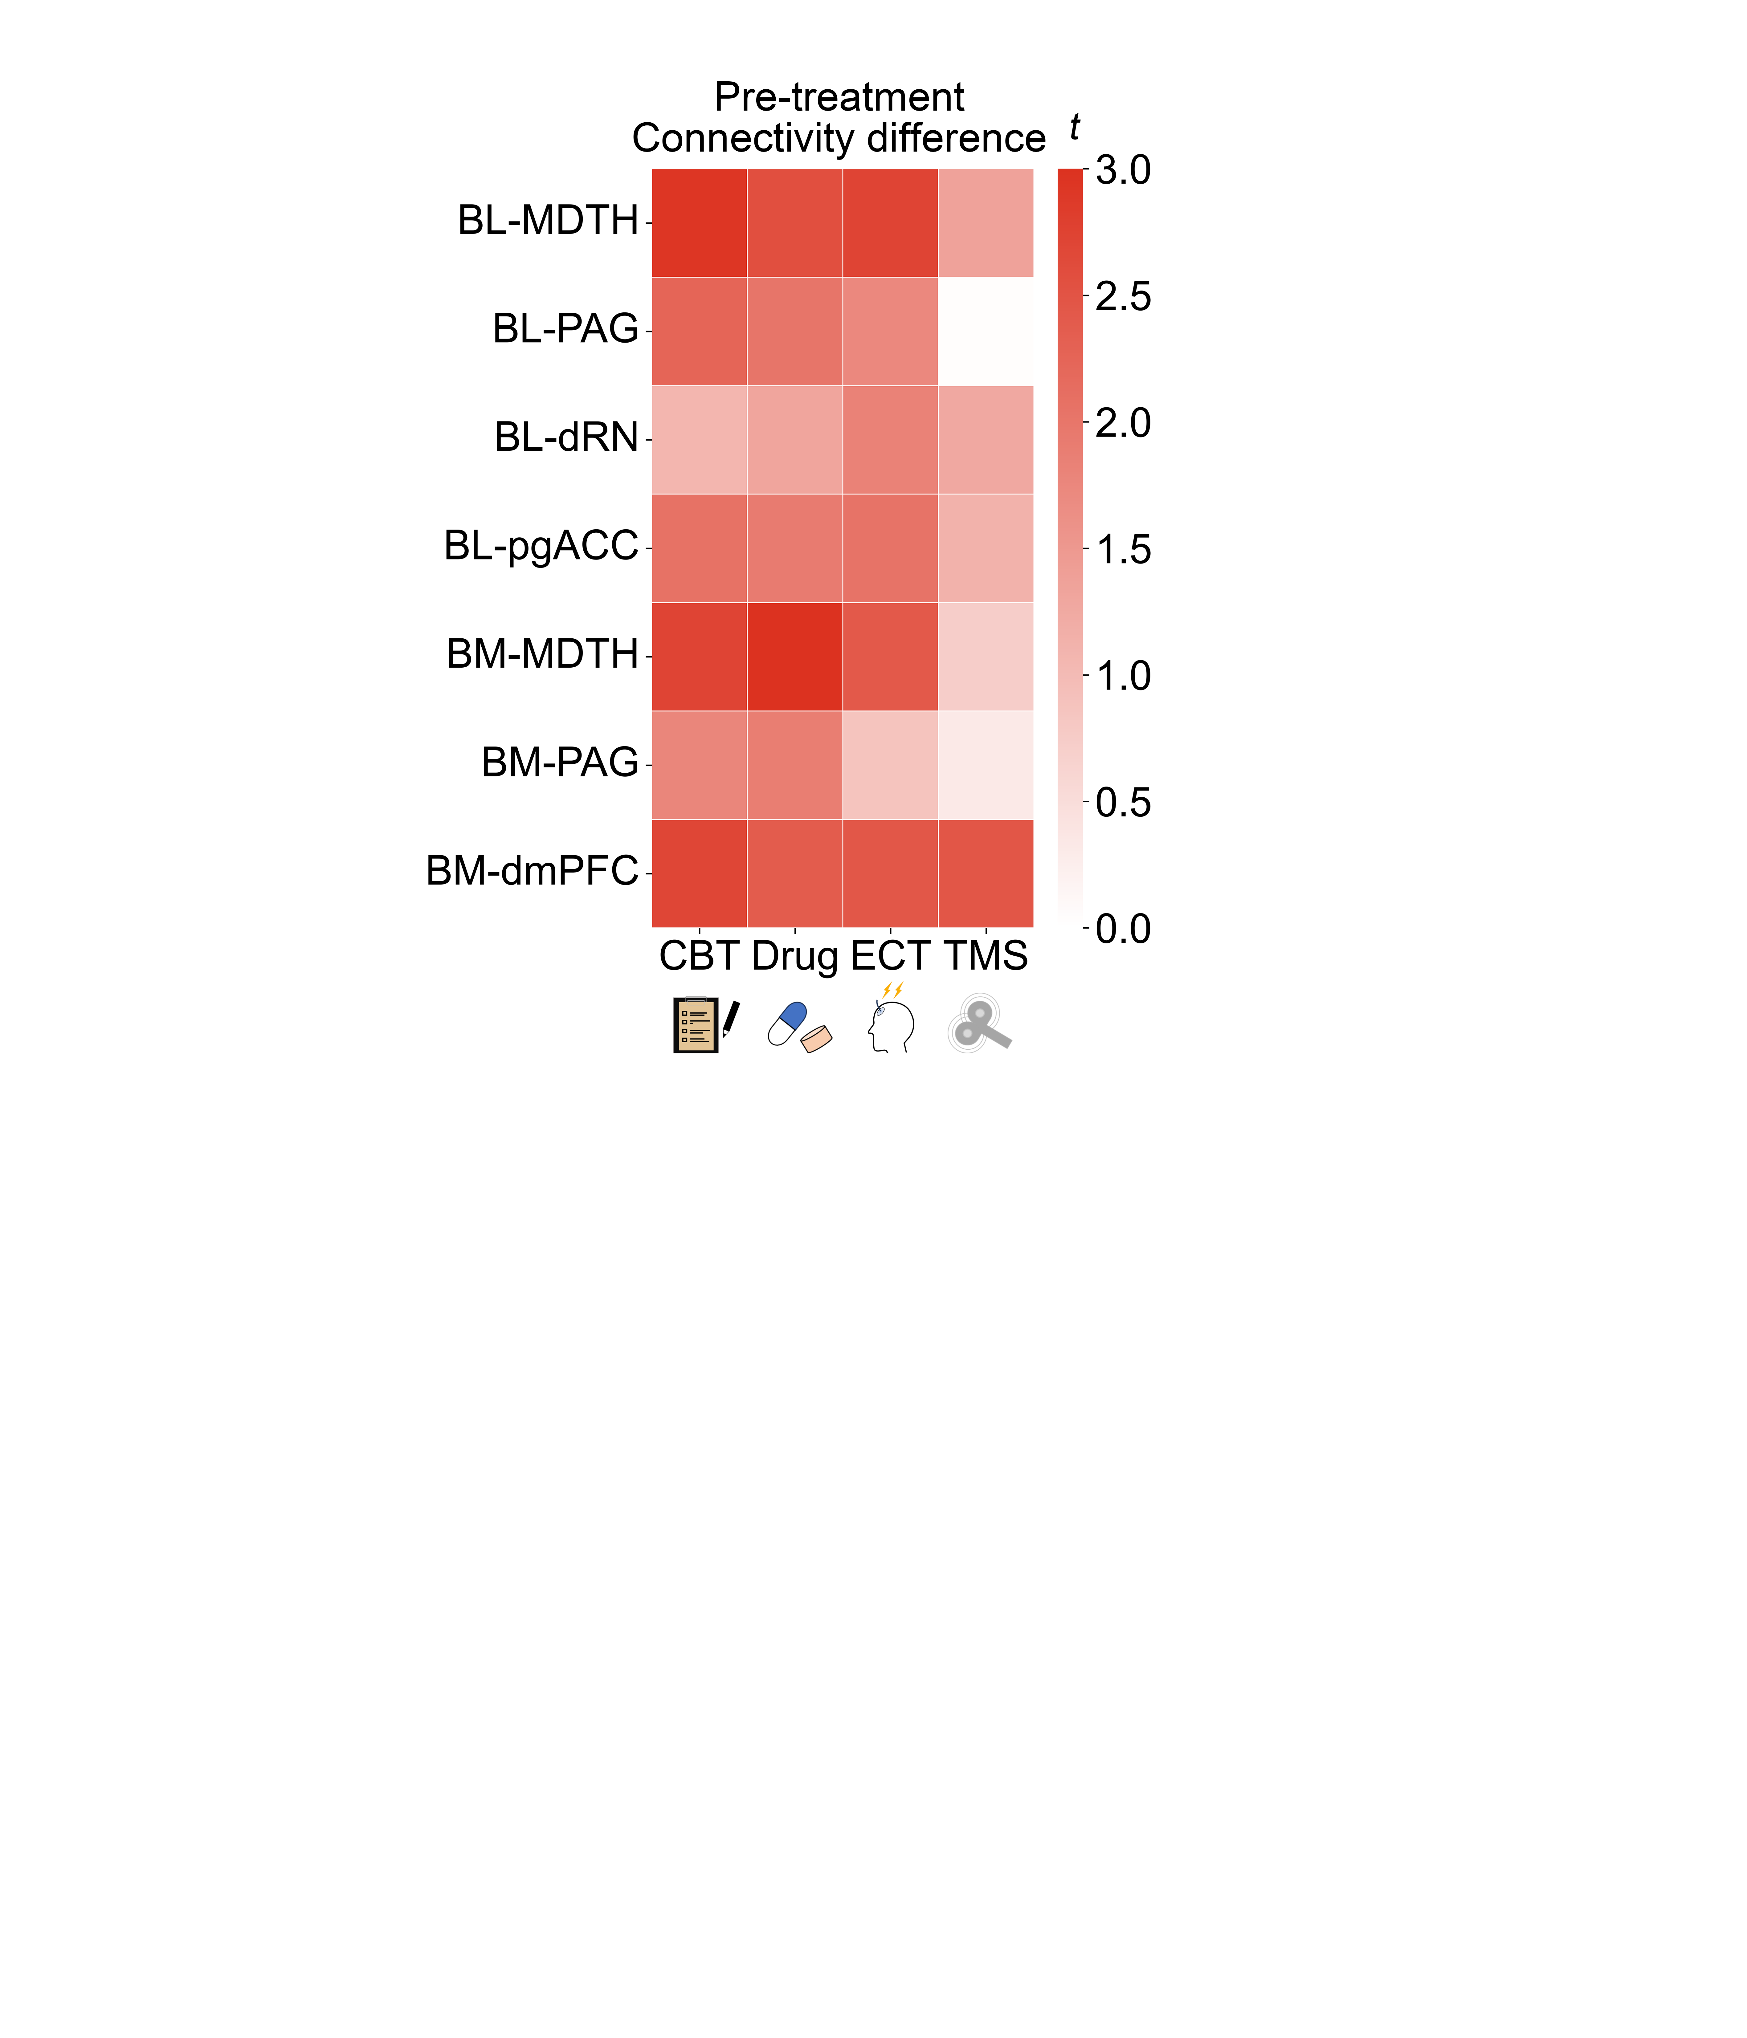 Pre-treatment
Connectivity difference
t
BL-MDTH
BL-PAG
BL-dRN
BL-pgACC
BM-MDTH
BM-PAG
BM-dmPFC
3.0
2.5
2.0
1.5
1.0
0.5
0.0
CBT Drug ECT TMS